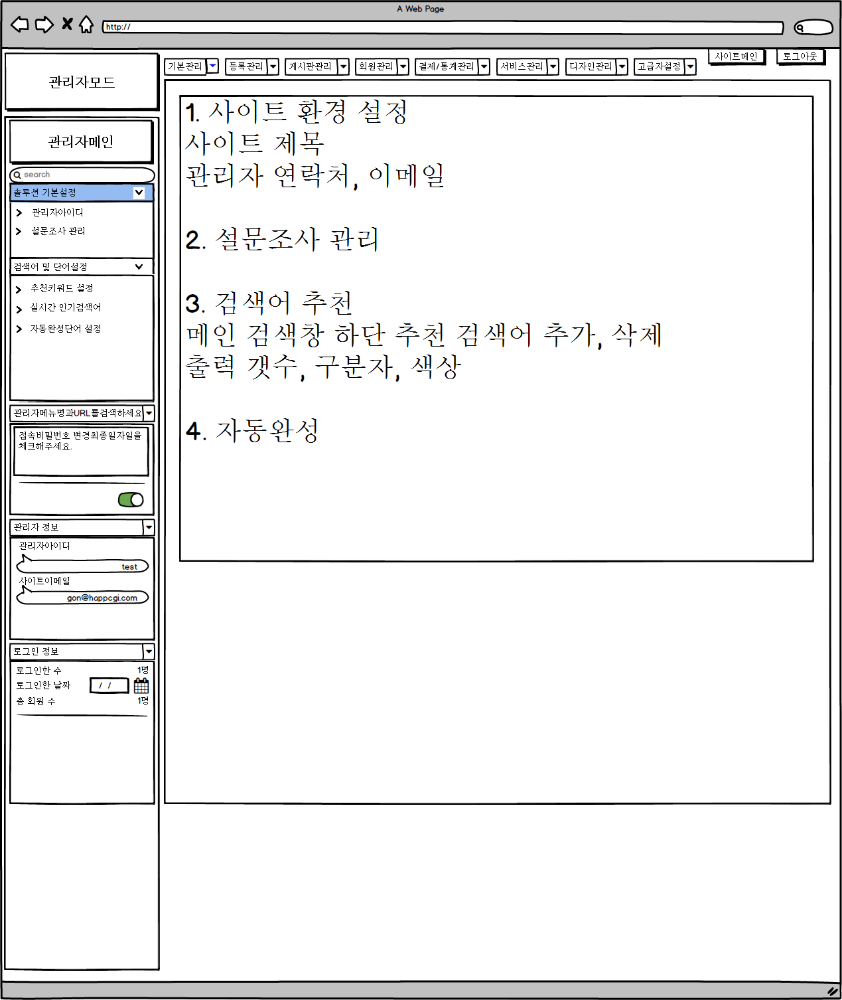 A Web Page
http://
사이트메인
로그아웃
기본관리
등록관리
게시판관리
회원관리
결제/통계관리
서비스관리
디자인관리
고급자설정
관리자모드
관리자메인
search
솔루션 기본설정
관리자아이디
설문조사 관리
검색어 및 단어설정
추천키워드 설정
실시간 인기검색어
자동완성단어 설정
관리자메뉴명과URL를검색하세요
접속비밀번호 변경최종일자일을
체크해주세요.
관리자 정보
관리자아이디
test
사이트이메일
gon@happcgi.com
로그인 정보
로그인한 수 1명
로그인한 날짜 / /
총 회원 수 1명
1. 사이트 환경 설정
사이트 제목
관리자 연락처, 이메일
2. 설문조사 관리
3. 검색어 추천
메인 검색창 하단 추천 검색어 추가, 삭제
출력 갯수, 구분자, 색상
4. 자동완성